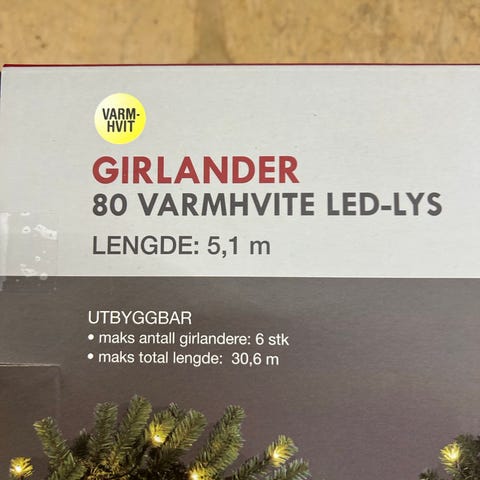 VARM-
HVIT
GIRLANDER
80 VARMHVITE LED-LYS
LENGDE: 5,1 m
UTBYGGBAR
• maks antall girlandere: 6 stk
• maks total lengde: 30,6 m